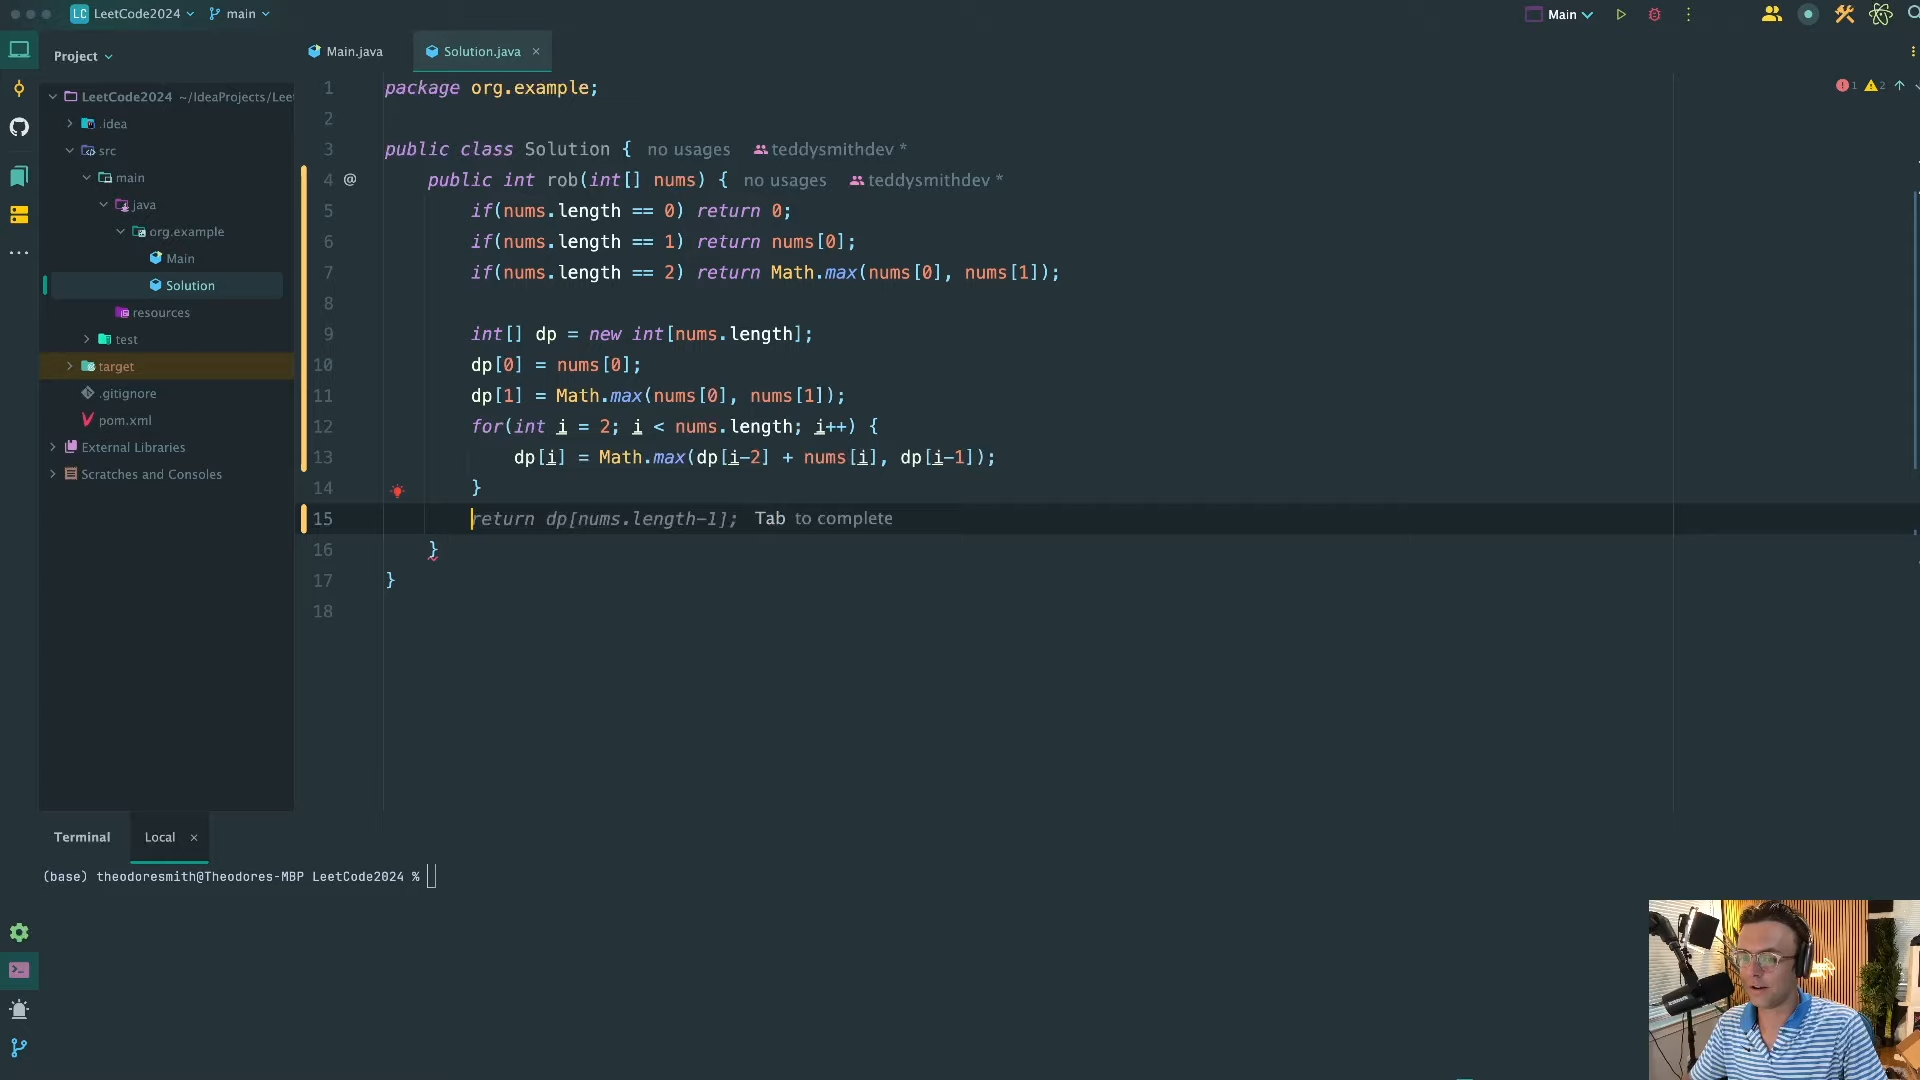 LC LeetCode2024 main Main
Project
Main.java Solution.java
LeetCode2024 ~/IdeaProjects/Leet
.idea
src
main
java
org.example
Main
Solution
resources
test
target
.gitignore
pom.xml
External Libraries
Scratches and Consoles
1 2
1 package org.example;
2
3 public class Solution { no usages teddysmithdev *
4 @ public int rob(int[] nums) { no usages teddysmithdev *
5 if(nums.length == 0) return 0;
6 if(nums.length == 1) return nums[0];
7 if(nums.length == 2) return Math.max(nums[0], nums[1]);
8
9 int[] dp = new int[nums.length];
10 dp[0] = nums[0];
11 dp[1] = Math.max(nums[0], nums[1]);
12 for(int i = 2; i < nums.length; i++) {
13 dp[i] = Math.max(dp[i-2] + nums[i], dp[i-1]);
14 }
15 return dp[nums.length-1]; Tab to complete
16 }
17 }
18
Terminal Local
(base) theodoresmith@Theodores-MBP LeetCode2024 %